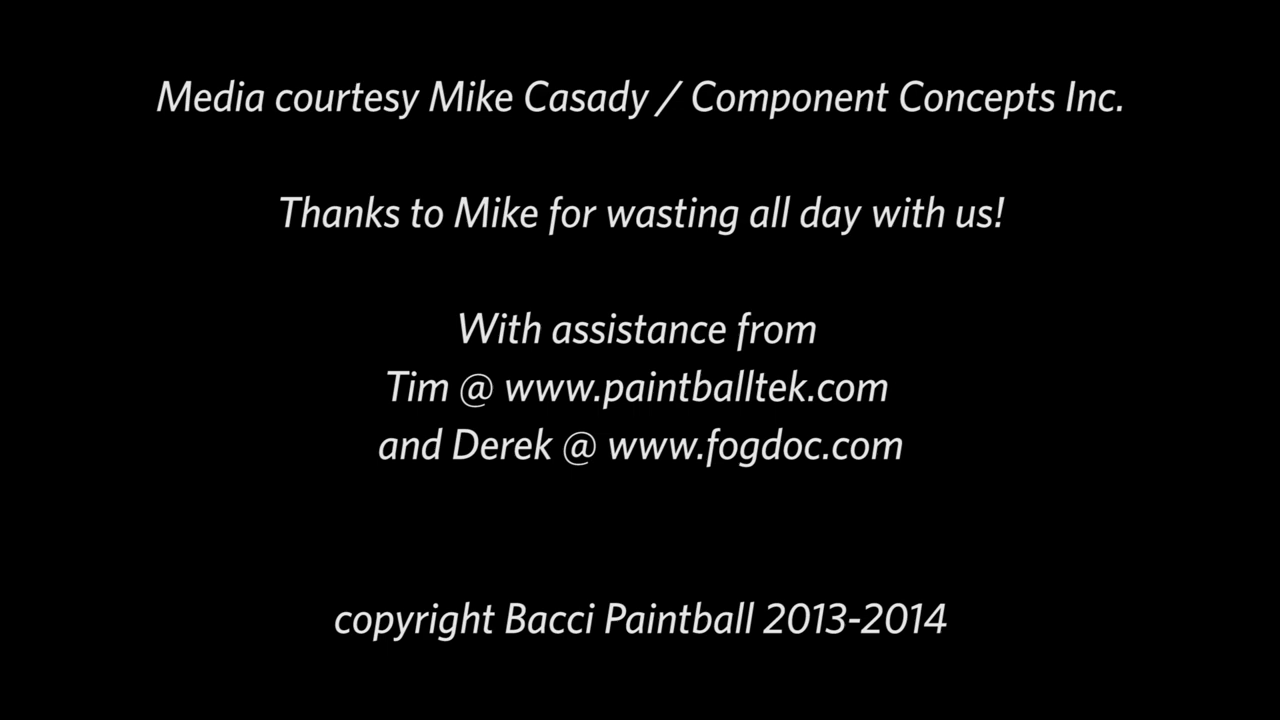 Media courtesy Mike Casady / Component Concepts Inc.
Thanks to Mike for wasting all day with us!
With assistance from
Tim @ www.paintballtek.com
and Derek @ www.fogdoc.com
copyright Bacci Paintball 2013-2014